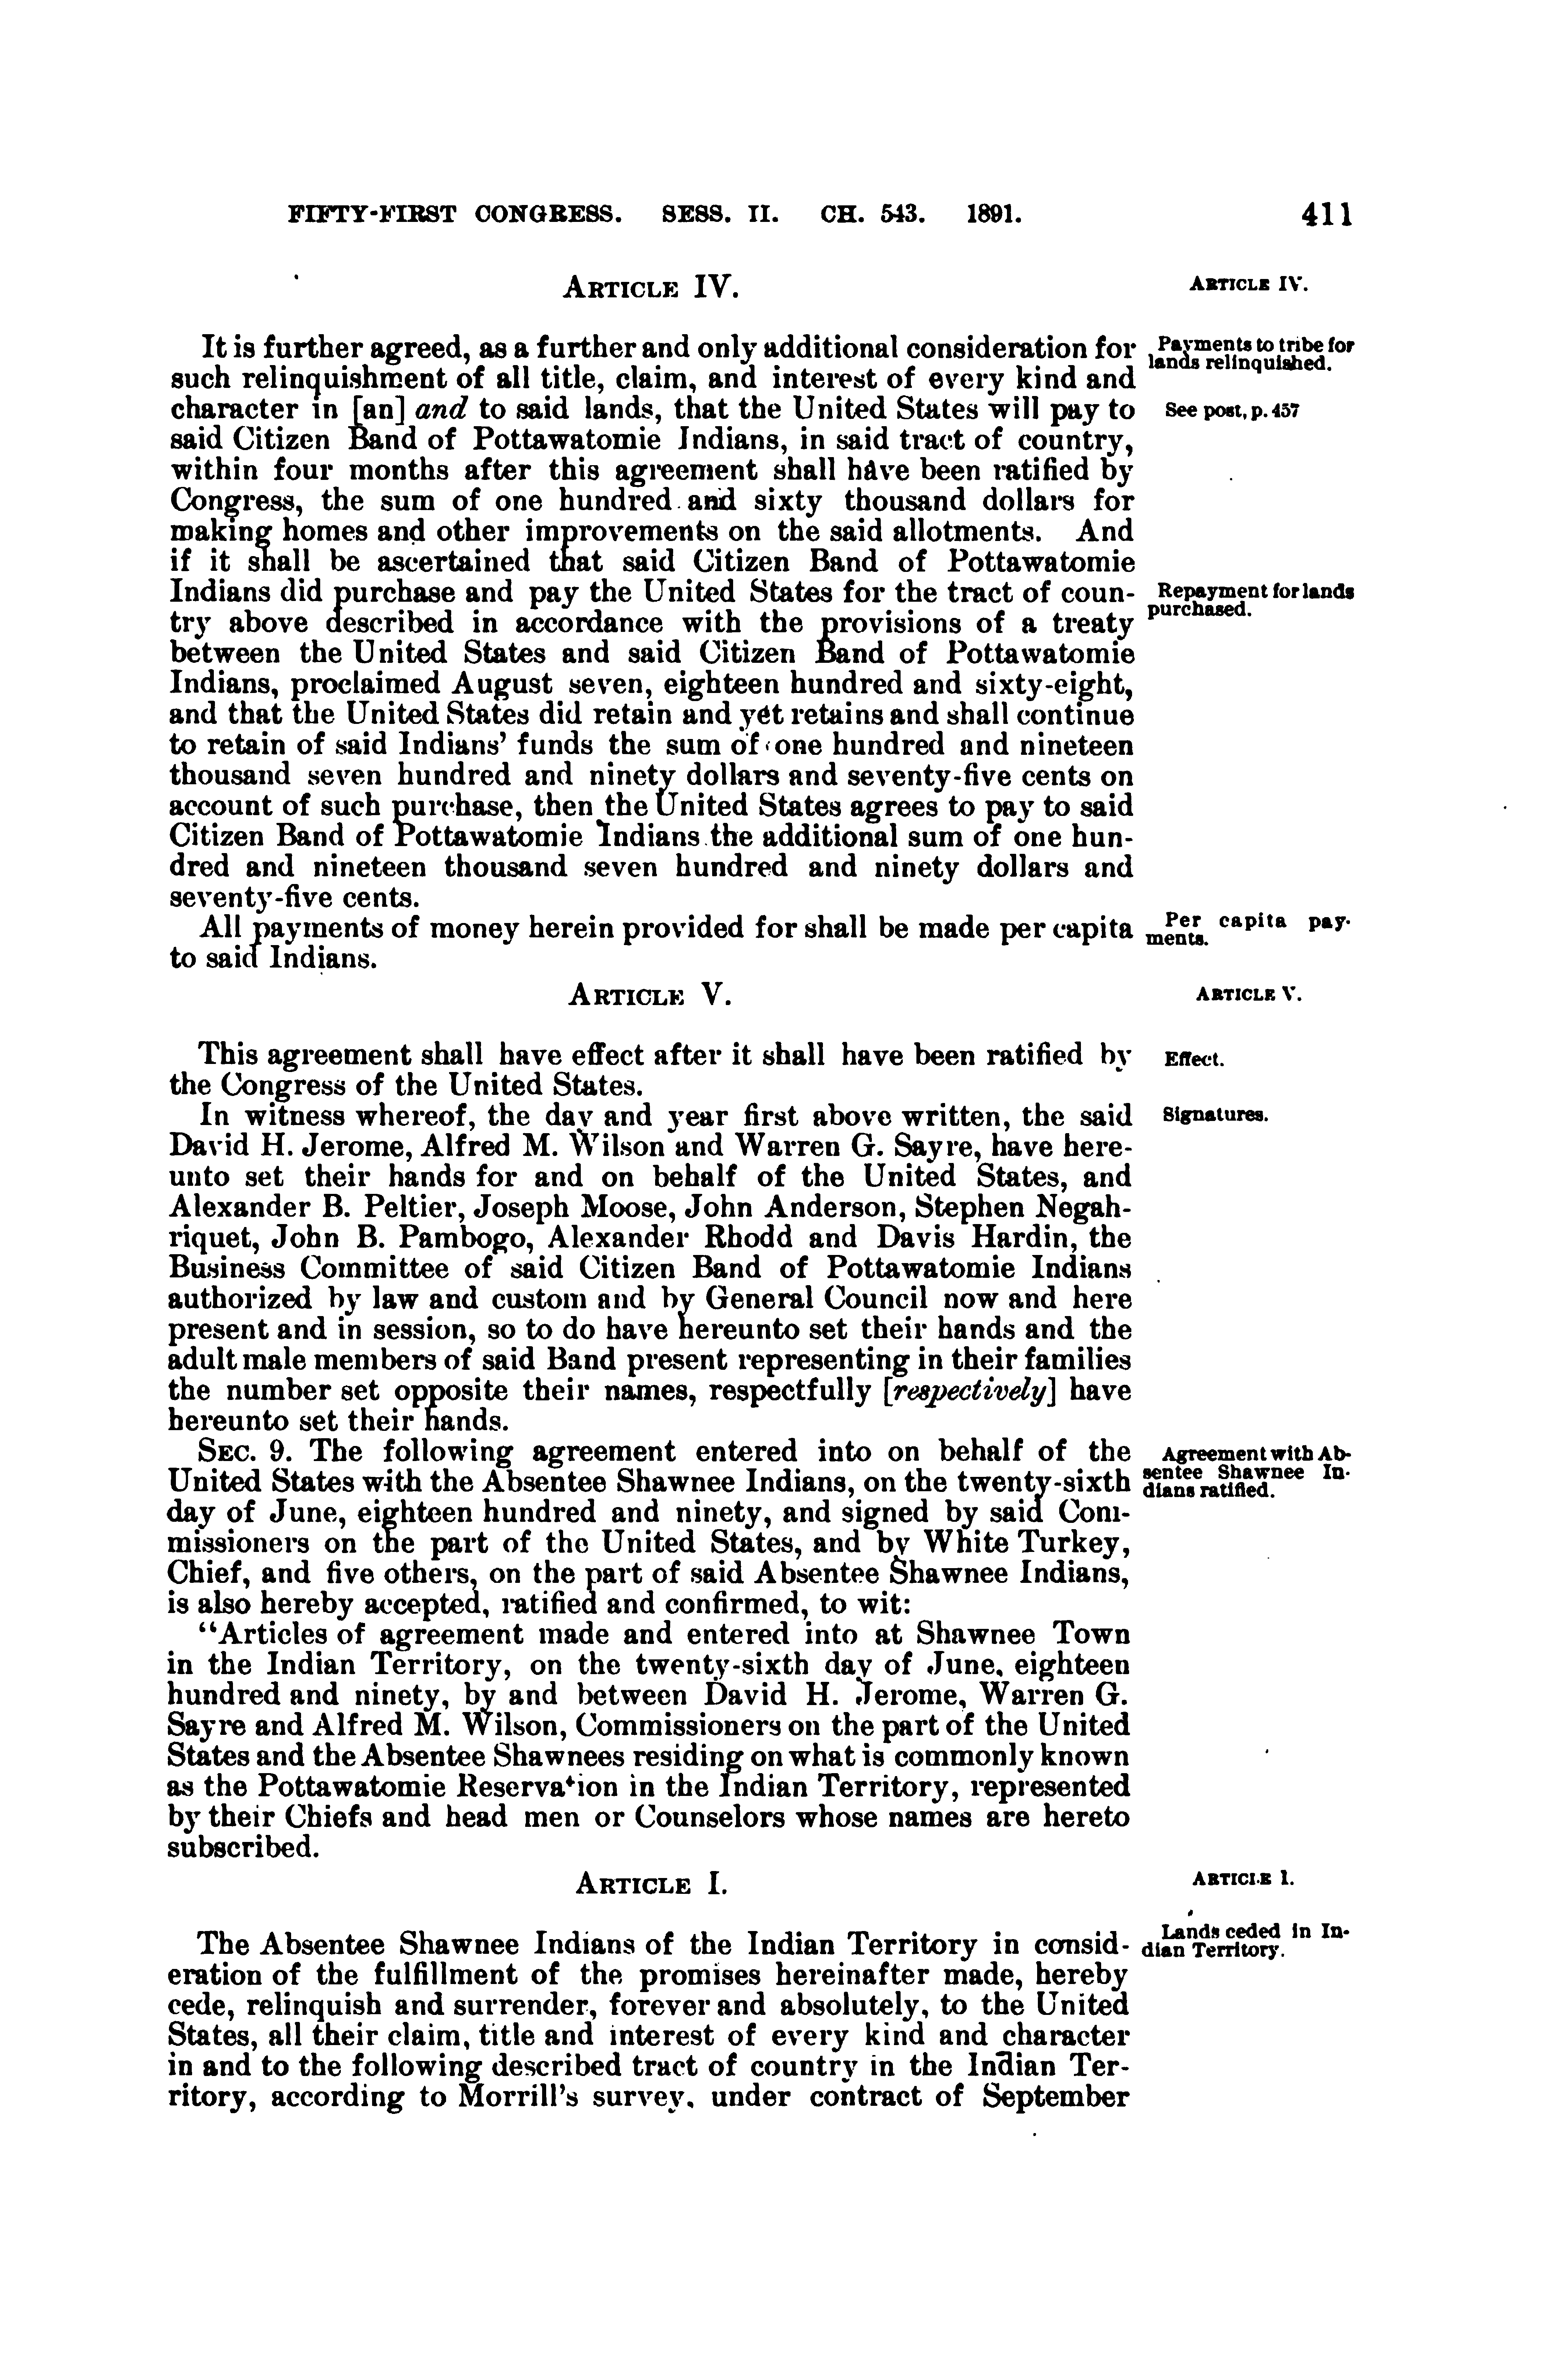 FIFTY-FIRST CONGRESS. SESS. II. CH. 543. 1891. 411
ARTICLE IV.
ARTICLE IV.
It is further agreed, as a further and only additional consideration for
such relinquishment of all title, claim, and interest of every kind and
character in [an] and to said lands, that the United States will pay to
said Citizen Band of Pottawatomie Indians, in said tract of country,
within four months after this agreement shall have been ratified by
Congress, the sum of one hundred and sixty thousand dollars for
making homes and other improvements on the said allotments. And
if it shall be ascertained that said Citizen Band of Pottawatomie
Indians did purchase and pay the United States for the tract of coun-
try above described in accordance with the provisions of a treaty
between the United States and said Citizen Band of Pottawatomie
Indians, proclaimed August seven, eighteen hundred and sixty-eight,
and that the United States did retain and yet retains and shall continue
to retain of said Indians' funds the sum of one hundred and nineteen
thousand seven hundred and ninety dollars and seventy-five cents on
account of such purchase, then the United States agrees to pay to said
Citizen Band of Pottawatomie Indians the additional sum of one hun-
dred and nineteen thousand seven hundred and ninety dollars and
seventy-five cents.
All payments of money herein provided for shall be made per capita
to said Indians.
Payments to tribe for
lands relinquished.
See post, p. 457
Repayment for lands
purchased.
Per capita pay-
ments.
ARTICLE V.
ARTICLE V.
This agreement shall have effect after it shall have been ratified by
the Congress of the United States.
In witness whereof, the day and year first above written, the said
David H. Jerome, Alfred M. Wilson and Warren G. Sayre, have here-
unto set their hands for and on behalf of the United States, and
Alexander B. Peltier, Joseph Moose, John Anderson, Stephen Negah-
riquet, John B. Pambogo, Alexander Rhodd and Davis Hardin, the
Business Committee of said Citizen Band of Pottawatomie Indians
authorized by law and custom and by General Council now and here
present and in session, so to do have hereunto set their hands and the
adult male members of said Band present representing in their families
the number set opposite their names, respectfully [respectively] have
hereunto set their hands.
SEC. 9. The following agreement entered into on behalf of the
United States with the Absentee Shawnee Indians, on the twenty-sixth
day of June, eighteen hundred and ninety, and signed by said Com-
missioners on the part of the United States, and by White Turkey,
Chief, and five others, on the part of said Absentee Shawnee Indians,
is also hereby accepted, ratified and confirmed, to wit:
"Articles of agreement made and entered into at Shawnee Town
in the Indian Territory, on the twenty-sixth day of June, eighteen
hundred and ninety, by and between David H. Jerome, Warren G.
Sayre and Alfred M. Wilson, Commissioners on the part of the United
States and the Absentee Shawnees residing on what is commonly known
as the Pottawatomie Reservation in the Indian Territory, represented
by their Chiefs and head men or Counselors whose names are hereto
subscribed.
Effect.
Signatures.
Agreement with Ab-
sentee Shawnee In-
dians ratified.
ARTICLE I.
ARTICLE I.
The Absentee Shawnee Indians of the Indian Territory in consid-
eration of the fulfillment of the promises hereinafter made, hereby
cede, relinquish and surrender, forever and absolutely, to the United
States, all their claim, title and interest of every kind and character
in and to the following described tract of country in the Indian Ter-
ritory, according to Morrill's survey, under contract of September
Lands ceded in In-
dian Territory.